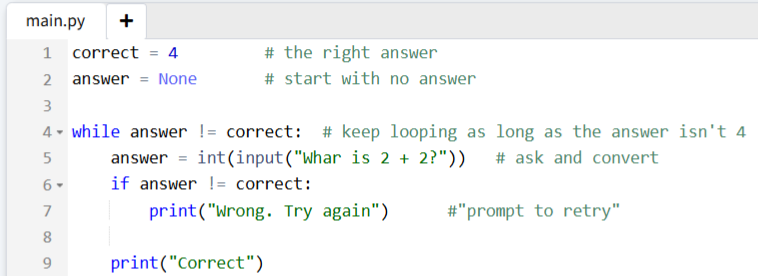 main.py +
1 correct = 4 # the right answer
2 answer = None # start with no answer
3
4 while answer != correct: # keep looping as long as the answer isn't 4
5 answer = int(input("Whar is 2 + 2?")) # ask and convert
6 if answer != correct:
7 print("Wrong. Try again") #"prompt to retry"
8
9 print("Correct")